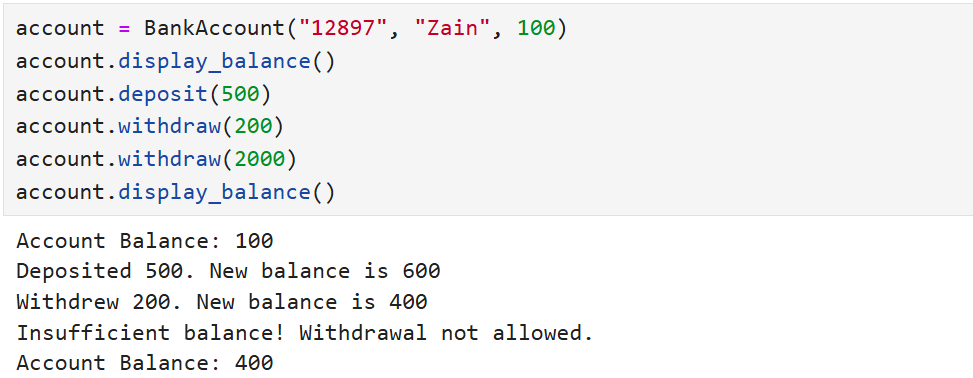 account = BankAccount("12897", "Zain", 100)
account.display_balance()
account.deposit(500)
account.withdraw(200)
account.withdraw(2000)
account.display_balance()
Account Balance: 100
Deposited 500. New balance is 600
Withdrew 200. New balance is 400
Insufficient balance! Withdrawal not allowed.
Account Balance: 400